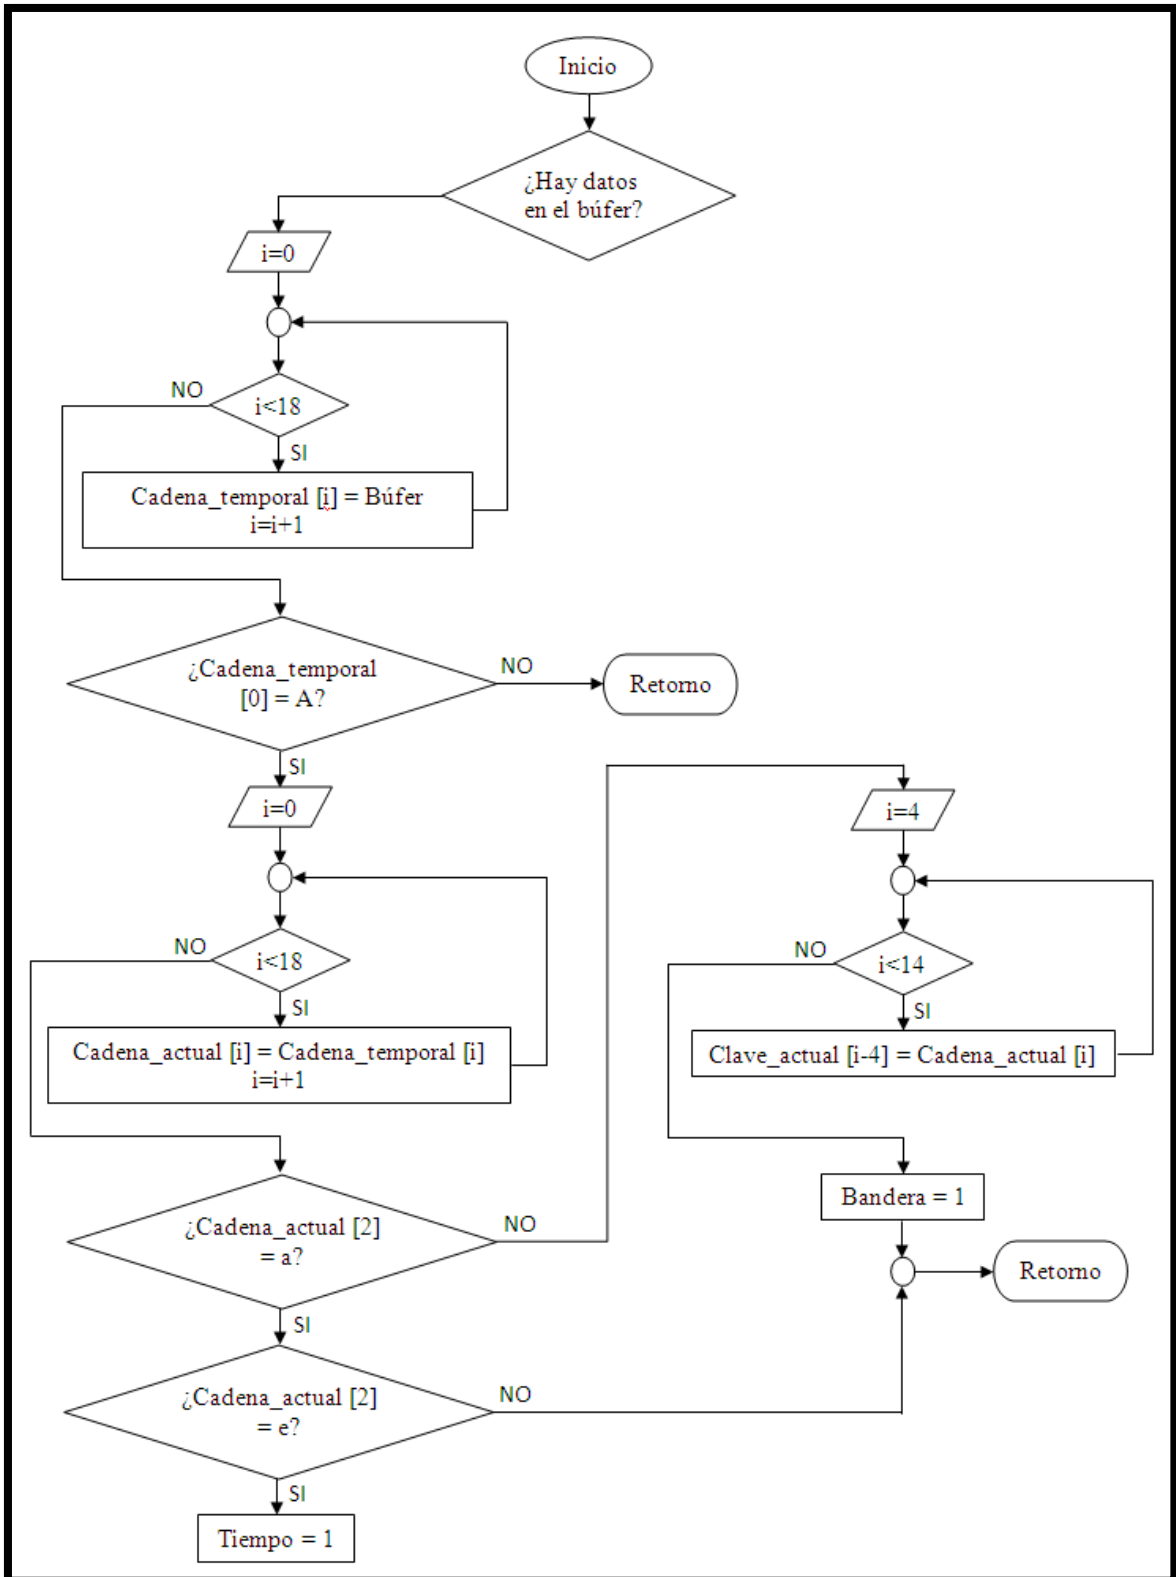 Inicio
¿Hay datos
en el búfer?
i=0
NO
i<18
SI
Cadena_temporal [i] = Búfer
i=i+1
¿Cadena_temporal
[0] = A?
NO
Retorno
SI
i=0
NO
i<18
SI
Cadena_actual [i] = Cadena_temporal [i]
i=i+1
¿Cadena_actual [2]
= a?
NO
SI
¿Cadena_actual [2]
= e?
NO
SI
Tiempo = 1
i=4
NO
i<14
SI
Clave_actual [i-4] = Cadena_actual [i]
Bandera = 1
Retorno